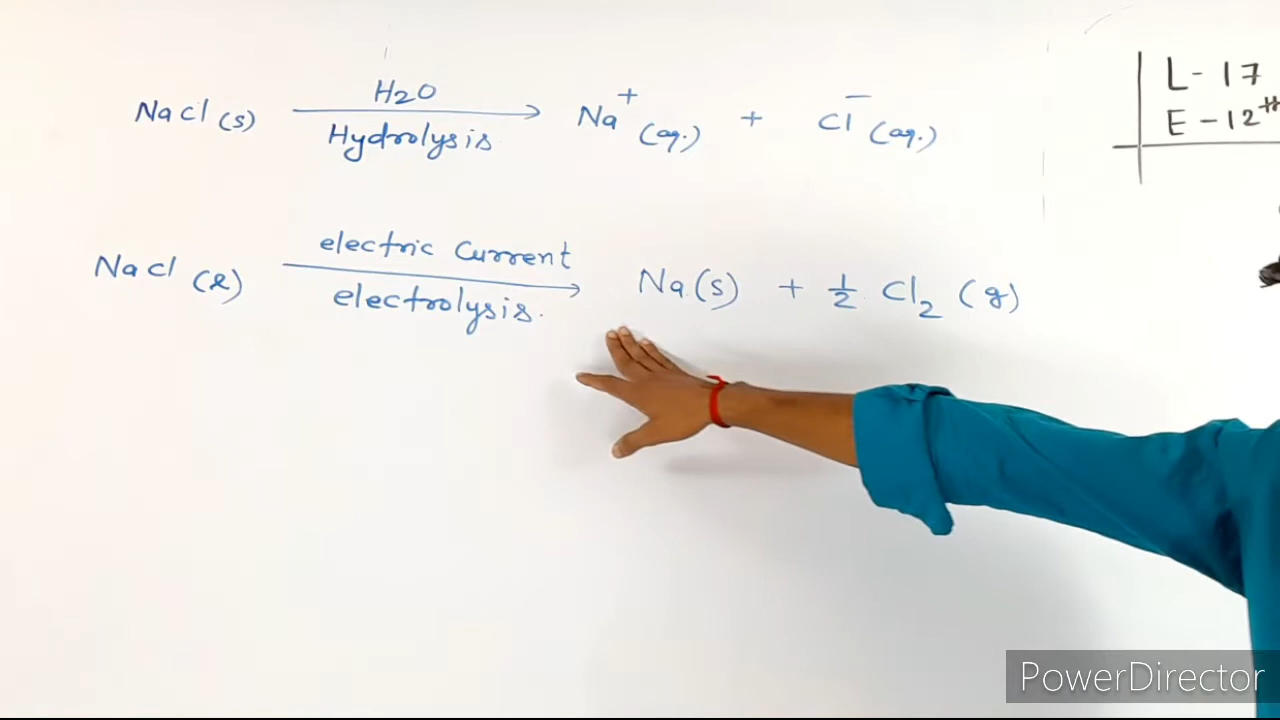 NaCl (s) H2O Hydrolysis Na+ (aq.) + Cl− (aq.)
NaCl (l) electric Current electrolysis. Na(s) + 1/2 Cl2 (g)
L - 17
E - 12th
PowerDirector